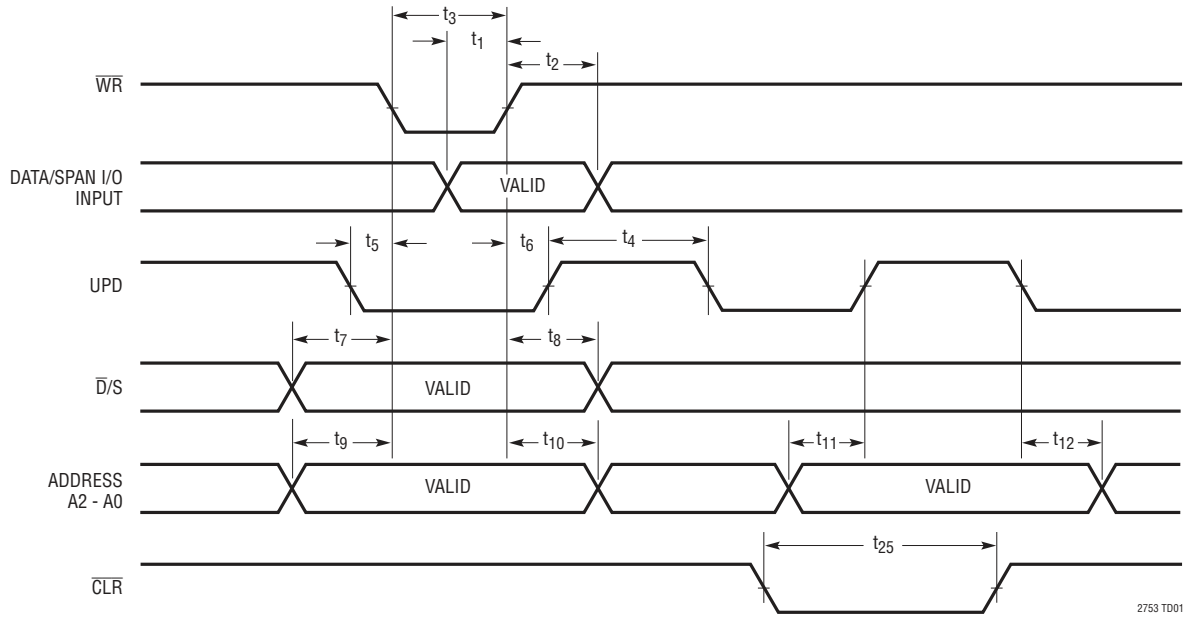 t3
t1
t2
WR
DATA/SPAN I/O
INPUT
VALID
t5
t6
t4
UPD
t7
t8
D/S
VALID
t9
t10
t11
t12
ADDRESS
A2 - A0
VALID
VALID
t25
CLR
2753 TD01